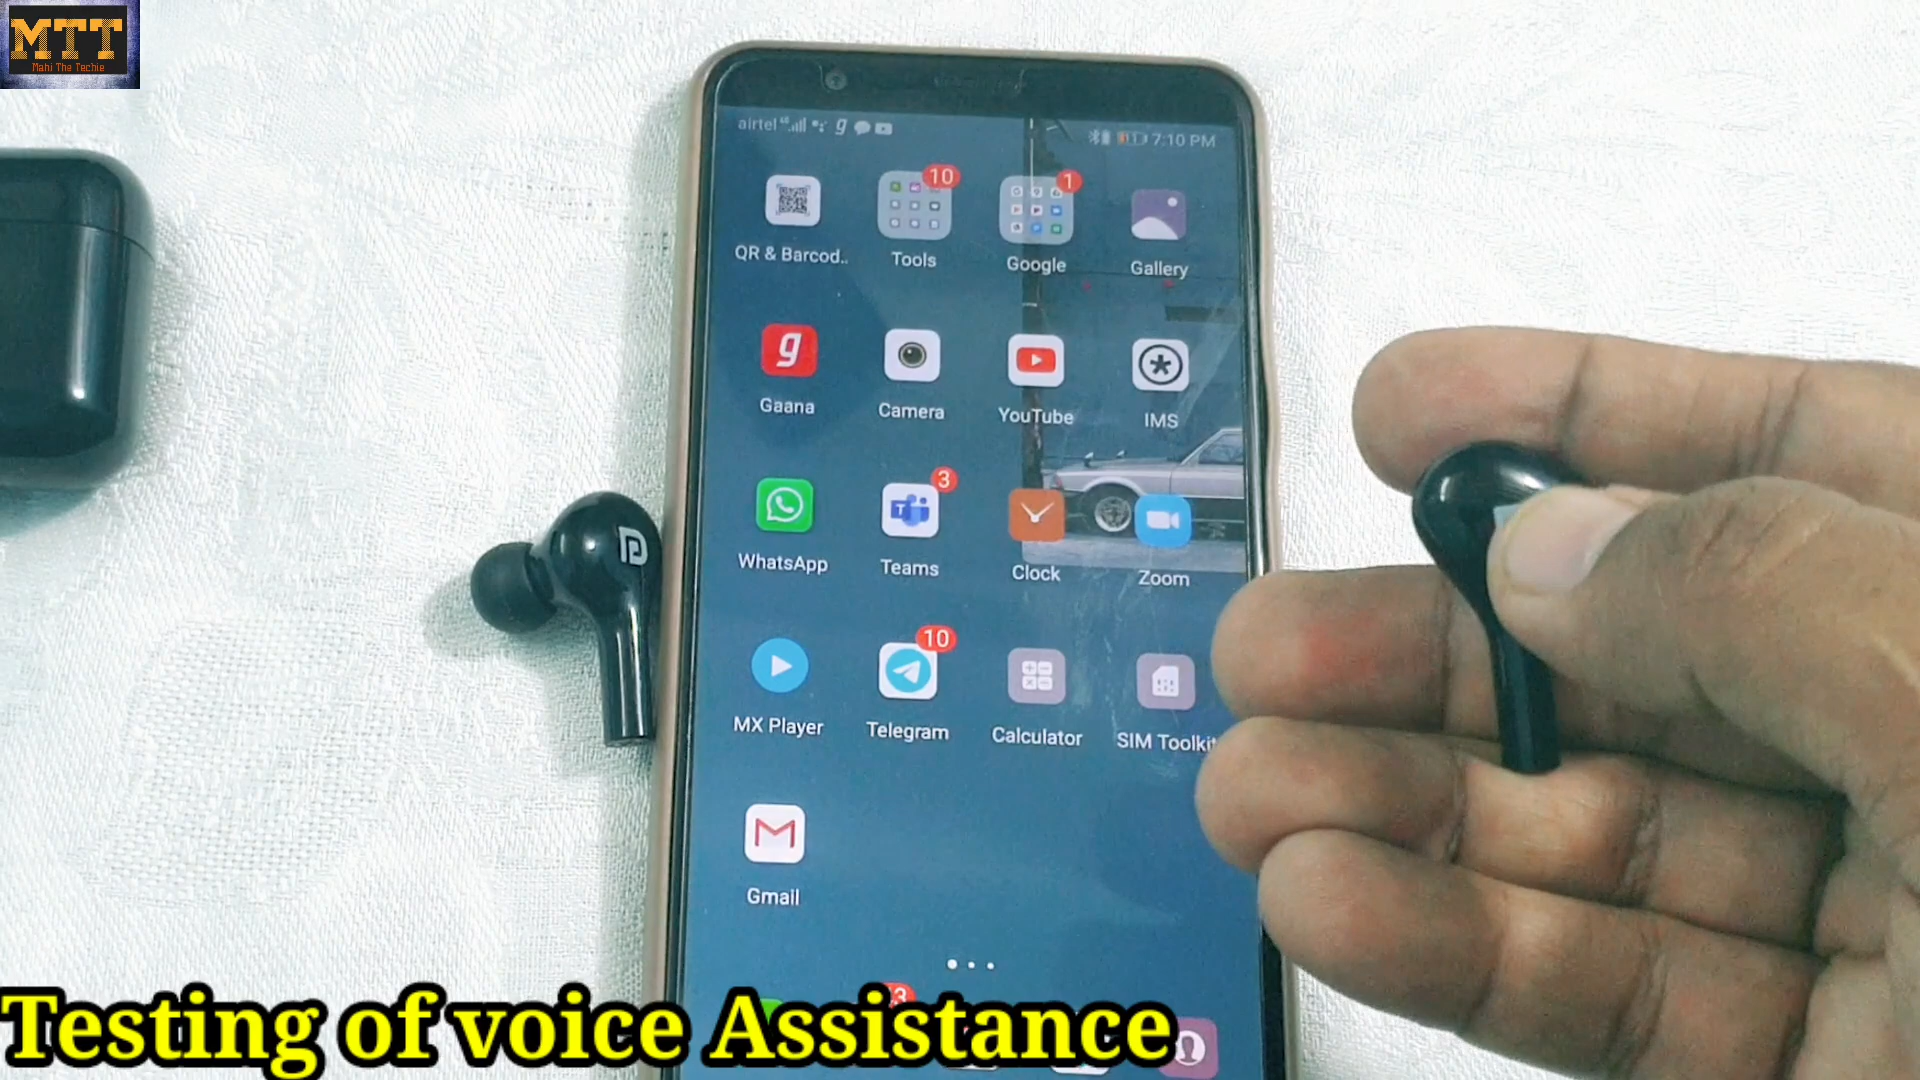 MTT
Mahi The Techie
airtel 7:10 PM
10 1
QR & Barcod.. Tools Google Gallery
g
Gaana Camera YouTube IMS
3
WhatsApp Teams Clock Zoom
10
MX Player Telegram Calculator SIM Toolkit
Gmail
Testing of voice Assistance